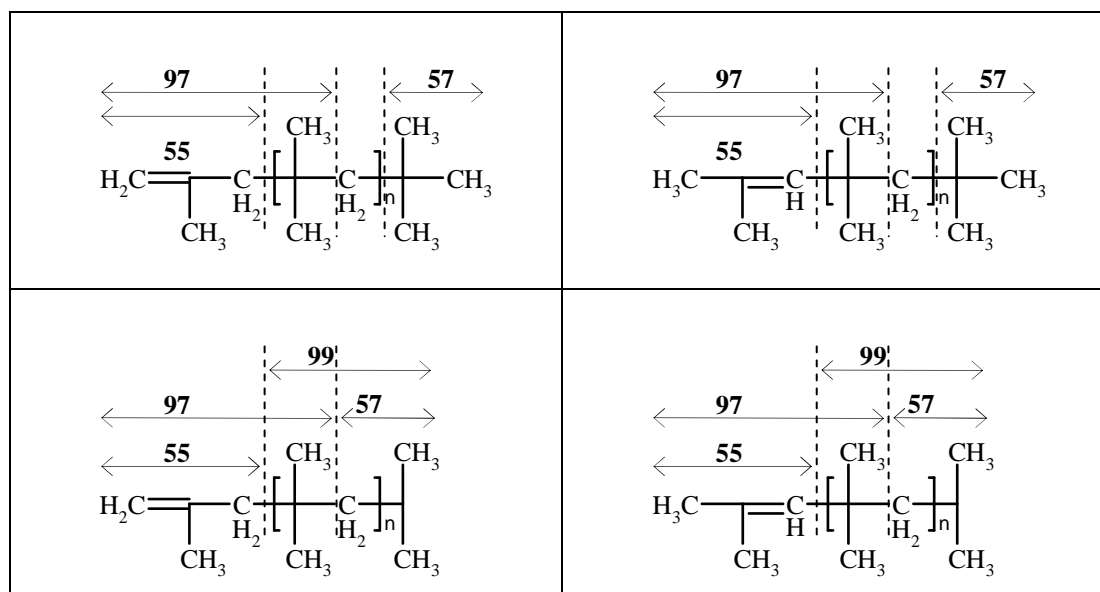 97 57
CH₃ CH₃
55
H₂C C C CH₃
H₂ H₂ n
CH₃ CH₃ CH₃
97 57
CH₃ CH₃
55
H₃C C C CH₃
H H₂ n
CH₃ CH₃ CH₃
99
97 57
55 CH₃ CH₃
H₂C C C
H₂ H₂ n
CH₃ CH₃ CH₃
99
97 57
55 CH₃ CH₃
H₃C C C
H H₂ n
CH₃ CH₃ CH₃